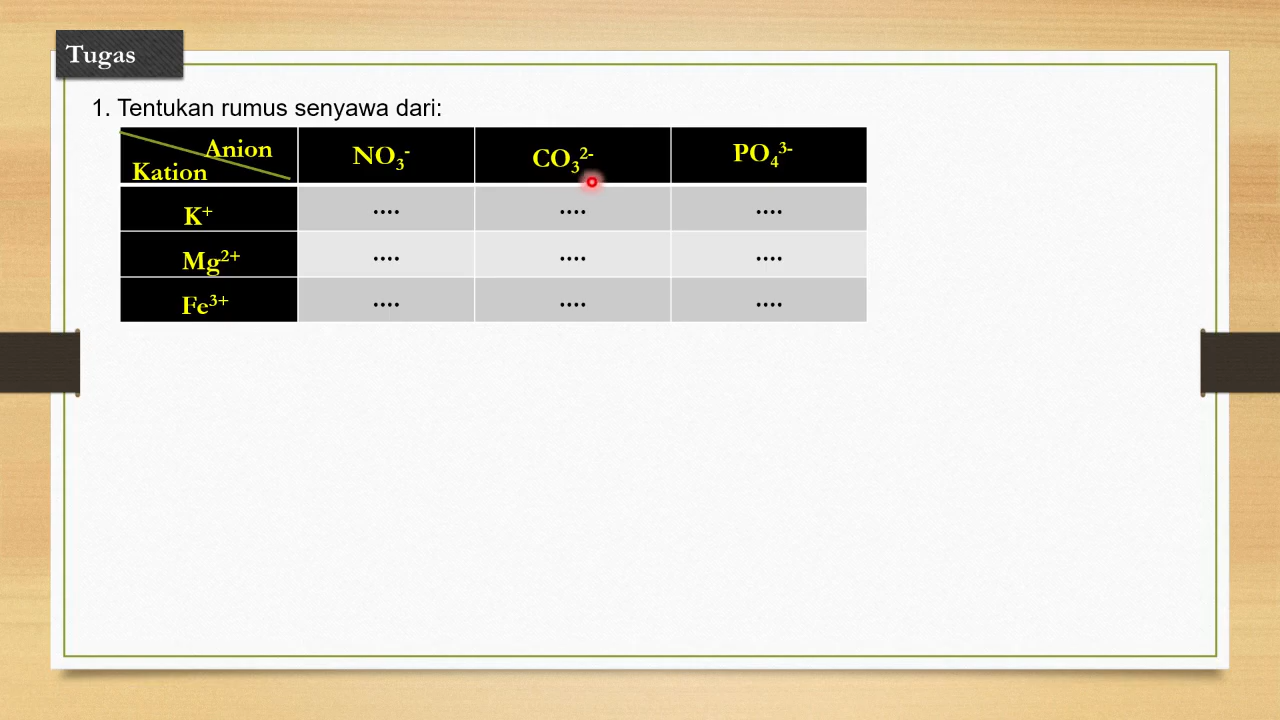 Tugas
1. Tentukan rumus senyawa dari:
Anion
Kation
NO₃⁻
CO₃²⁻
PO₄³⁻
K⁺ .... .... ....
Mg²⁺ .... .... ....
Fe³⁺ .... .... ....